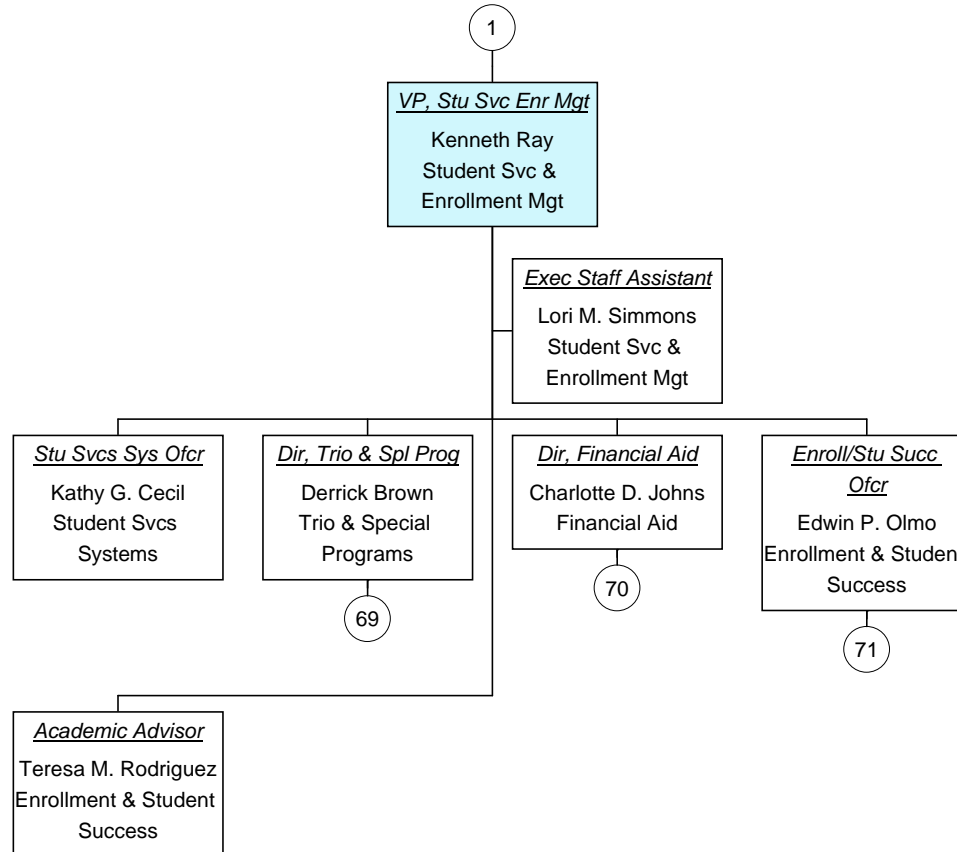 1
VP, Stu Svc Enr Mgt
Kenneth Ray
Student Svc &
Enrollment Mgt
Exec Staff Assistant
Lori M. Simmons
Student Svc &
Enrollment Mgt
Stu Svcs Sys Ofcr
Kathy G. Cecil
Student Svcs
Systems
Dir, Trio & Spl Prog
Derrick Brown
Trio & Special
Programs
69
Dir, Financial Aid
Charlotte D. Johns
Financial Aid
70
Enroll/Stu Succ
Ofcr
Edwin P. Olmo
Enrollment & Studen
Success
71
Academic Advisor
Teresa M. Rodriguez
Enrollment & Student
Success